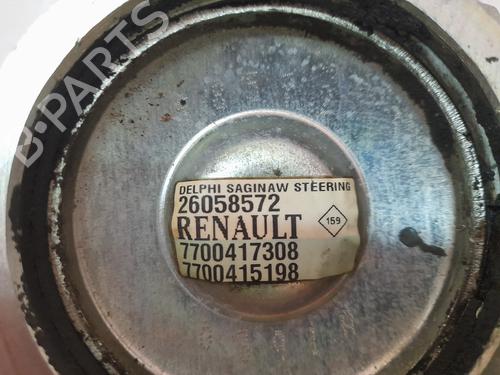 B-PARTS
DELPHI SAGINAW STEERING
26058572
RENAULT
159
7700417308
7700415198